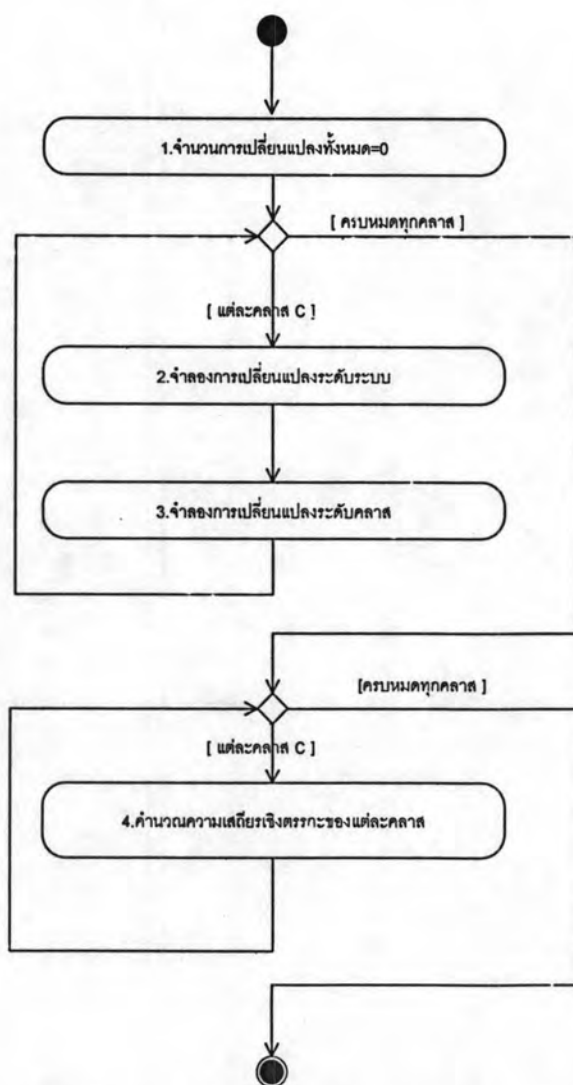 1.จำนวนการเปลี่ยนแปลงทั้งหมด=0
[ ครบหมดทุกคลาส ]
[ แต่ละคลาส C ]
2.จำลองการเปลี่ยนแปลงระดับระบบ
3.จำลองการเปลี่ยนแปลงระดับคลาส
[ครบหมดทุกคลาส ]
[ แต่ละคลาส C ]
4.คำนวณความเสถียรเชิงตรรกะของแต่ละคลาส